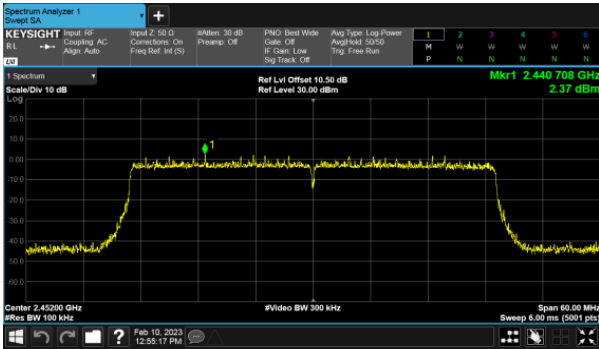 Spectrum Analyzer 1
Swept SA
+
KEYSIGHT Input: RF Input Z: 50 Ω #Atten: 30 dB PNO: Best Wide Avg Type: Log-Power 1 2 3 4 5 6
RL Coupling: AC Corrections: On Preamp: Off Gate: Off Avg|Hold: 50/50 M W W W W W
Align: Auto Freq Ref: Int (S) IF Gain: Low Trig: Free Run P N N N N N
LXI Sig Track: Off
1 Spectrum Ref Lvl Offset 10.50 dB Mkr1 2.440 708 GHz
Scale/Div 10 dB Ref Level 30.00 dBm 2.37 dBm
Log
20.0
10.0
1
0.00
-10.0
-20.0
-30.0
-40.0
-50.0
-60.0
Center 2.45200 GHz #Video BW 300 kHz Span 60.00 MHz
#Res BW 100 kHz Sweep 6.00 ms (5001 pts)
? Feb 10, 2023
12:55:17 PM